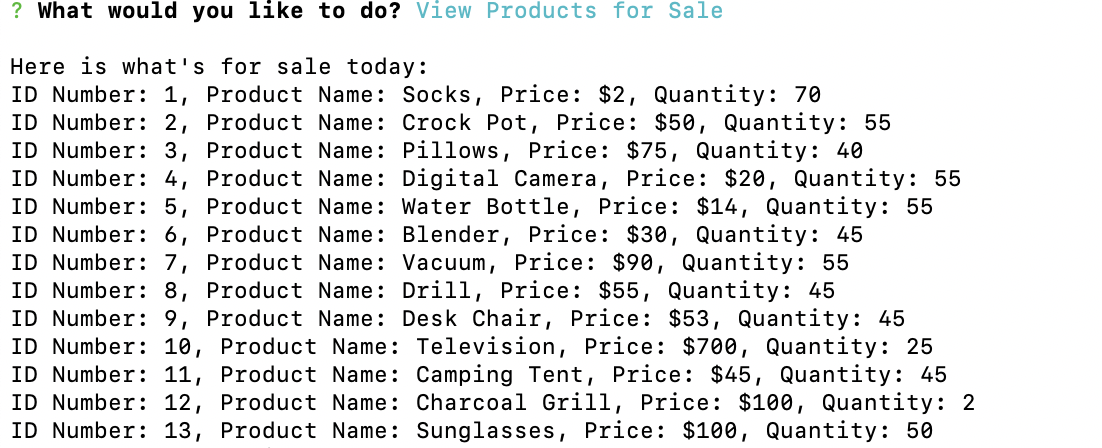 ? What would you like to do? View Products for Sale
Here is what's for sale today:
ID Number: 1, Product Name: Socks, Price: $2, Quantity: 70
ID Number: 2, Product Name: Crock Pot, Price: $50, Quantity: 55
ID Number: 3, Product Name: Pillows, Price: $75, Quantity: 40
ID Number: 4, Product Name: Digital Camera, Price: $20, Quantity: 55
ID Number: 5, Product Name: Water Bottle, Price: $14, Quantity: 55
ID Number: 6, Product Name: Blender, Price: $30, Quantity: 45
ID Number: 7, Product Name: Vacuum, Price: $90, Quantity: 55
ID Number: 8, Product Name: Drill, Price: $55, Quantity: 45
ID Number: 9, Product Name: Desk Chair, Price: $53, Quantity: 45
ID Number: 10, Product Name: Television, Price: $700, Quantity: 25
ID Number: 11, Product Name: Camping Tent, Price: $45, Quantity: 45
ID Number: 12, Product Name: Charcoal Grill, Price: $100, Quantity: 2
ID Number: 13, Product Name: Sunglasses, Price: $100, Quantity: 50